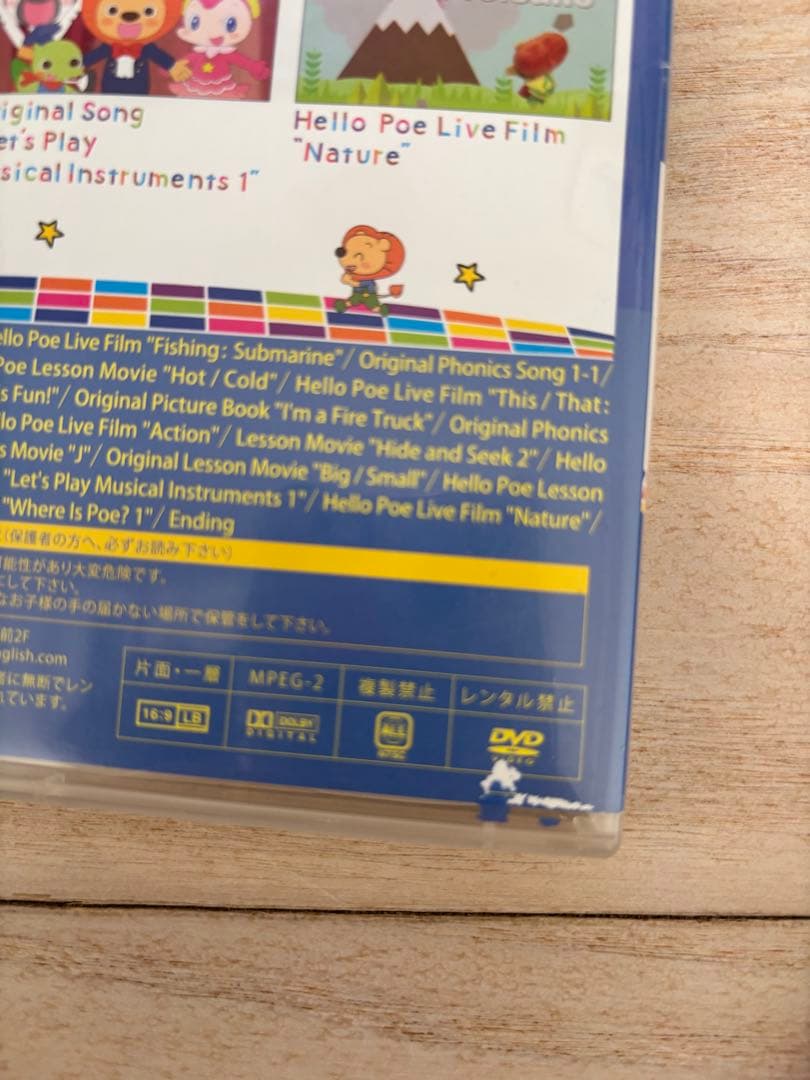 iginal Song
et's Play
sical Instruments 1"
Hello Poe Live Film
"Nature"
ello Poe Live Film "Fishing: Submarine"/ Original Phonics Song 1-1/
Poe Lesson Movie "Hot / Cold"/ Hello Poe Live Film "This / That:
s Fun!"/ Original Picture Book "I'm a Fire Truck"/ Original Phonics
lo Poe Live Film "Action"/ Lesson Movie "Hide and Seek 2"/ Hello
s Movie "J"/ Original Lesson Movie "Big / Small"/ Hello Poe Lesson
"Let's Play Musical Instruments 1"/ Hello Poe Live Film "Nature"/
"Where Is Poe? 1"/ Ending
(保護者の方へ、必ずお読み下さい)
可能性があり大変危険です。
にして下さい。
なお子様の手の届かない場所で保管をして下さい。
前2F
glish.com
者に無断でレン
れています。
片面・一層 MPEG-2 複製禁止 レンタル禁止
16:9 LB DOLBY DIGITAL ALL NTSC DVD VIDEO